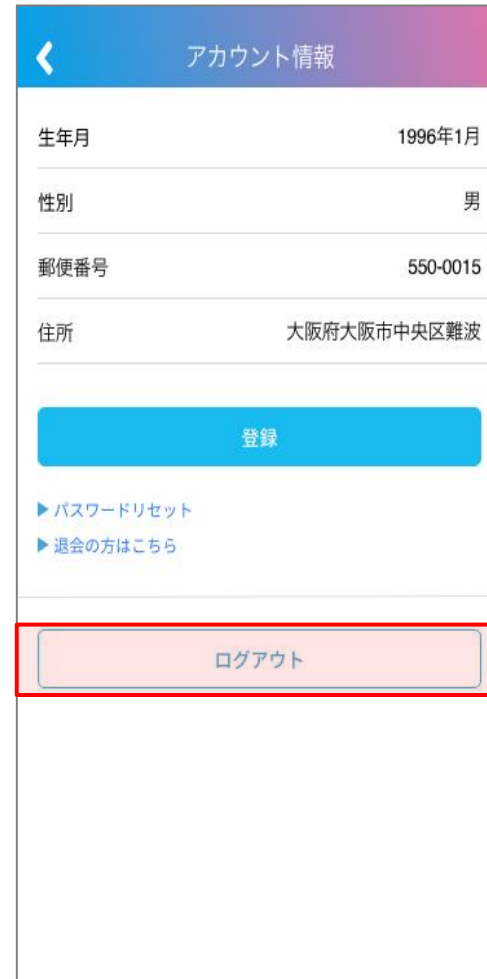 アカウント情報
生年月 1996年1月
性別 男
郵便番号 550-0015
住所 大阪府大阪市中央区難波
登録
パスワードリセット
退会の方はこちら
ログアウト